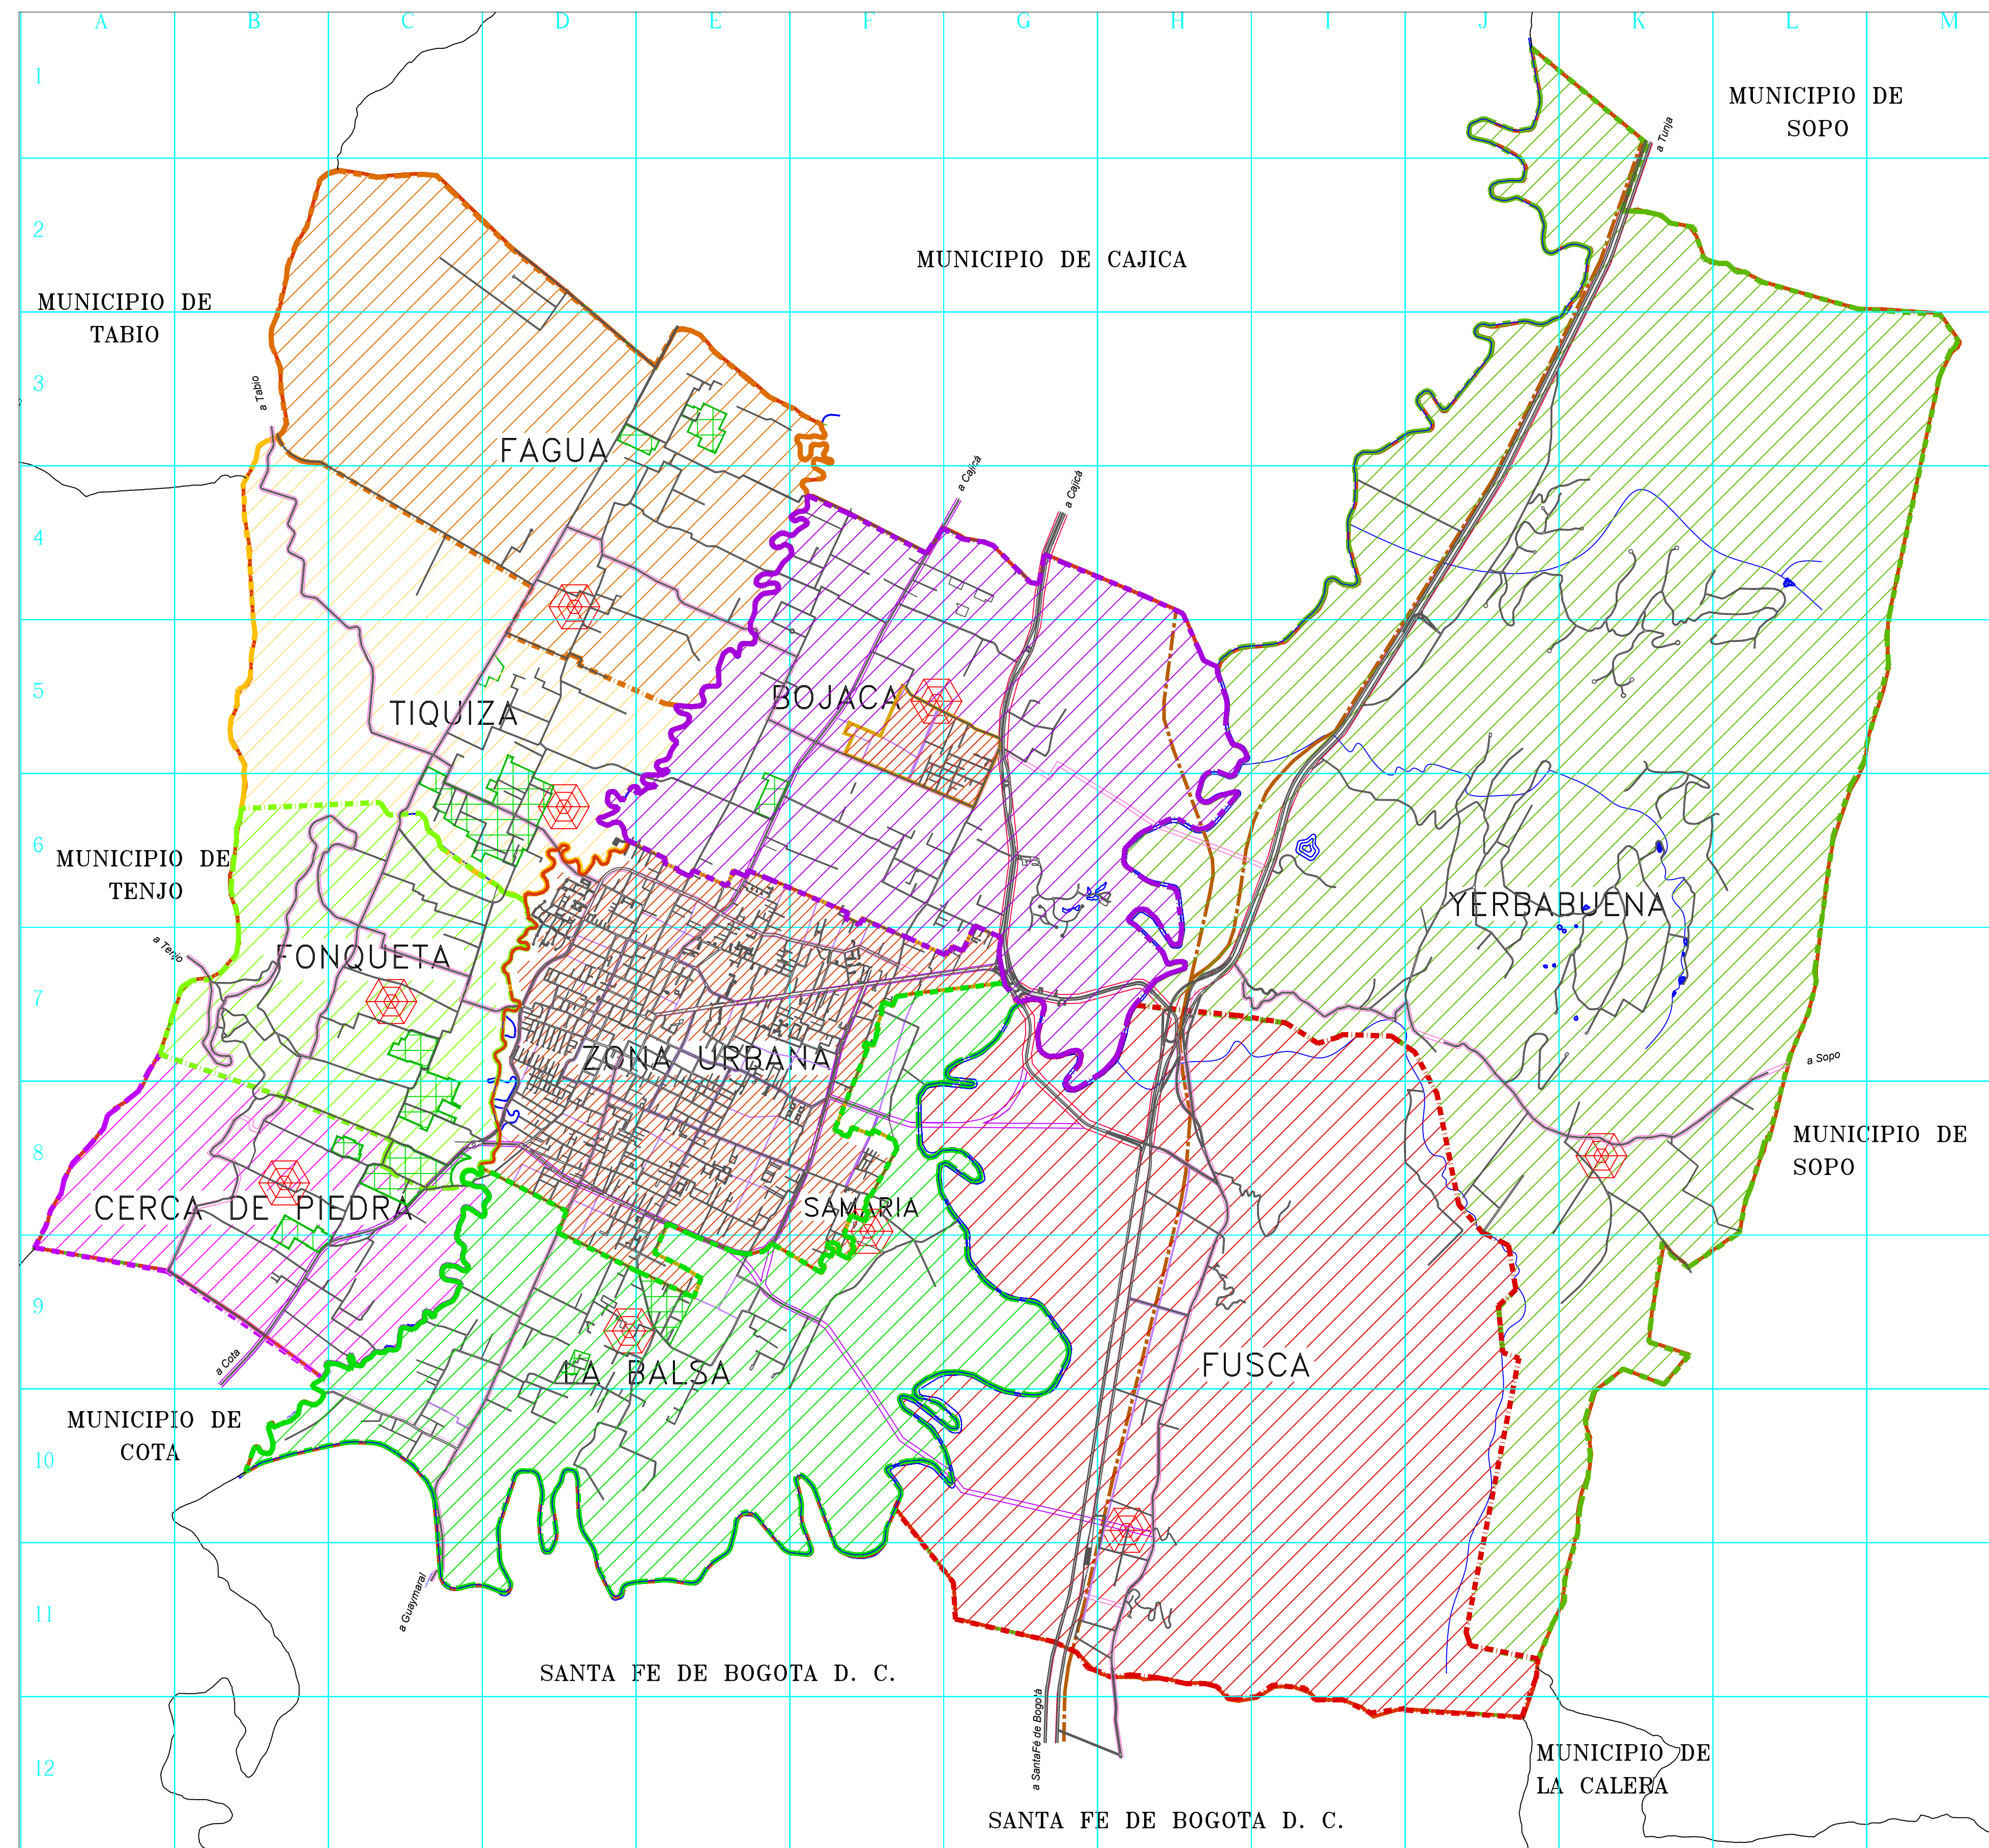 A B C D E F G H I J K L M
1
MUNICIPIO DE
SOPO
a Tunja
2
MUNICIPIO DE CAJICA
MUNICIPIO DE
TABIO
3
a Tabio
FAGUA
a Cajicá
a Cajicá
4
5
BOJACA
TIQUIZA
6
MUNICIPIO DE
TENJO
YERBABUENA
a Tenjo
FONQUETA
7
ZONA URBANA
a Sopo
8
MUNICIPIO DE
SOPO
CERCA DE PIEDRA
SAMARIA
9
a Cota
LA BALSA
FUSCA
MUNICIPIO DE
COTA
10
a Guaymaral
11
SANTA FE DE BOGOTA D. C.
a SantaFé de Bogotá
12
MUNICIPIO DE
LA CALERA
SANTA FE DE BOGOTA D. C.